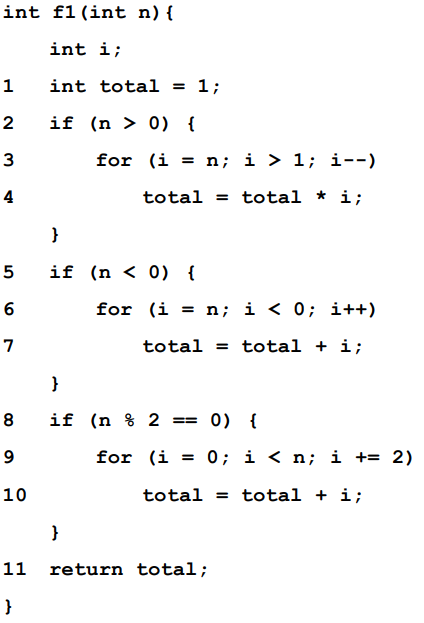 int f1(int n){
int i;
1 int total = 1;
2 if (n > 0) {
3 for (i = n; i > 1; i--)
4 total = total * i;
}
5 if (n < 0) {
6 for (i = n; i < 0; i++)
7 total = total + i;
}
8 if (n % 2 == 0) {
9 for (i = 0; i < n; i += 2)
10 total = total + i;
}
11 return total;
}